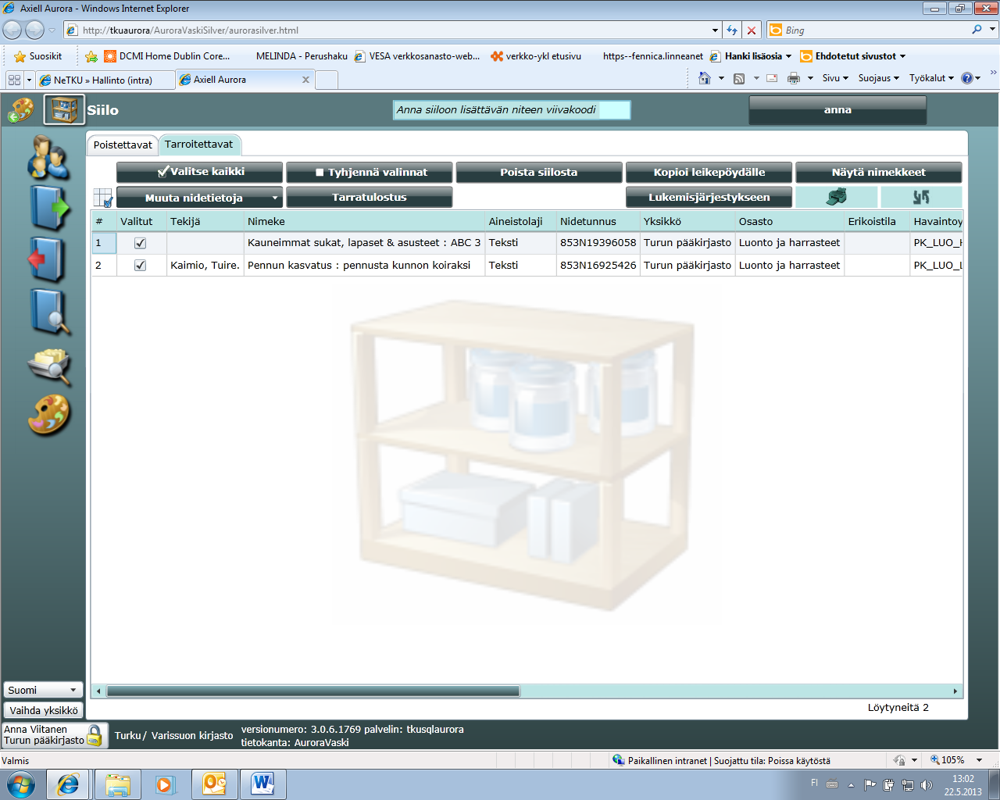 Axiell Aurora - Windows Internet Explorer
http://tkuaurora/AuroraVaskiSilver/aurorasilver.html
Bing
Suosikit
DCMI Home Dublin Core...
MELINDA - Perushaku
VESA verkkosanasto-web...
verkko-ykl etusivu
https--fennica.linneanet
Hanki lisäosia
Ehdotetut sivustot
NeTKU » Hallinto (intra)
Axiell Aurora
Sivu
Suojaus
Työkalut
Siilo
Anna siiloon lisättävän niteen viivakoodi
anna
Poistettavat
Tarroitettavat
Valitse kaikki
Tyhjennä valinnat
Poista siilosta
Kopioi leikepöydälle
Näytä nimekkeet
Muuta nidetietoja
Tarratulostus
Lukemisjärjestykseen
# Valitut Tekijä Nimeke Aineistolaji Nidetunnus Yksikkö Osasto Erikoistila Havaintoy
1 Kauneimmat sukat, lapaset & asusteet : ABC 3 Teksti 853N19396058 Turun pääkirjasto Luonto ja harrasteet PK_LUO_H
2 Kaimio, Tuire. Pennun kasvatus : pennusta kunnon koiraksi Teksti 853N16925426 Turun pääkirjasto Luonto ja harrasteet PK_LUO_L
Löytyneitä 2
Suomi
Vaihda yksikkö
Anna Viitanen
Turun pääkirjasto
Turku/ Varissuon kirjasto
versionumero: 3.0.6.1769 palvelin: tkusqlaurora
tietokanta: AuroraVaski
Valmis
Paikallinen intranet | Suojattu tila: Poissa käytöstä
105%
FI
13:02
22.5.2013